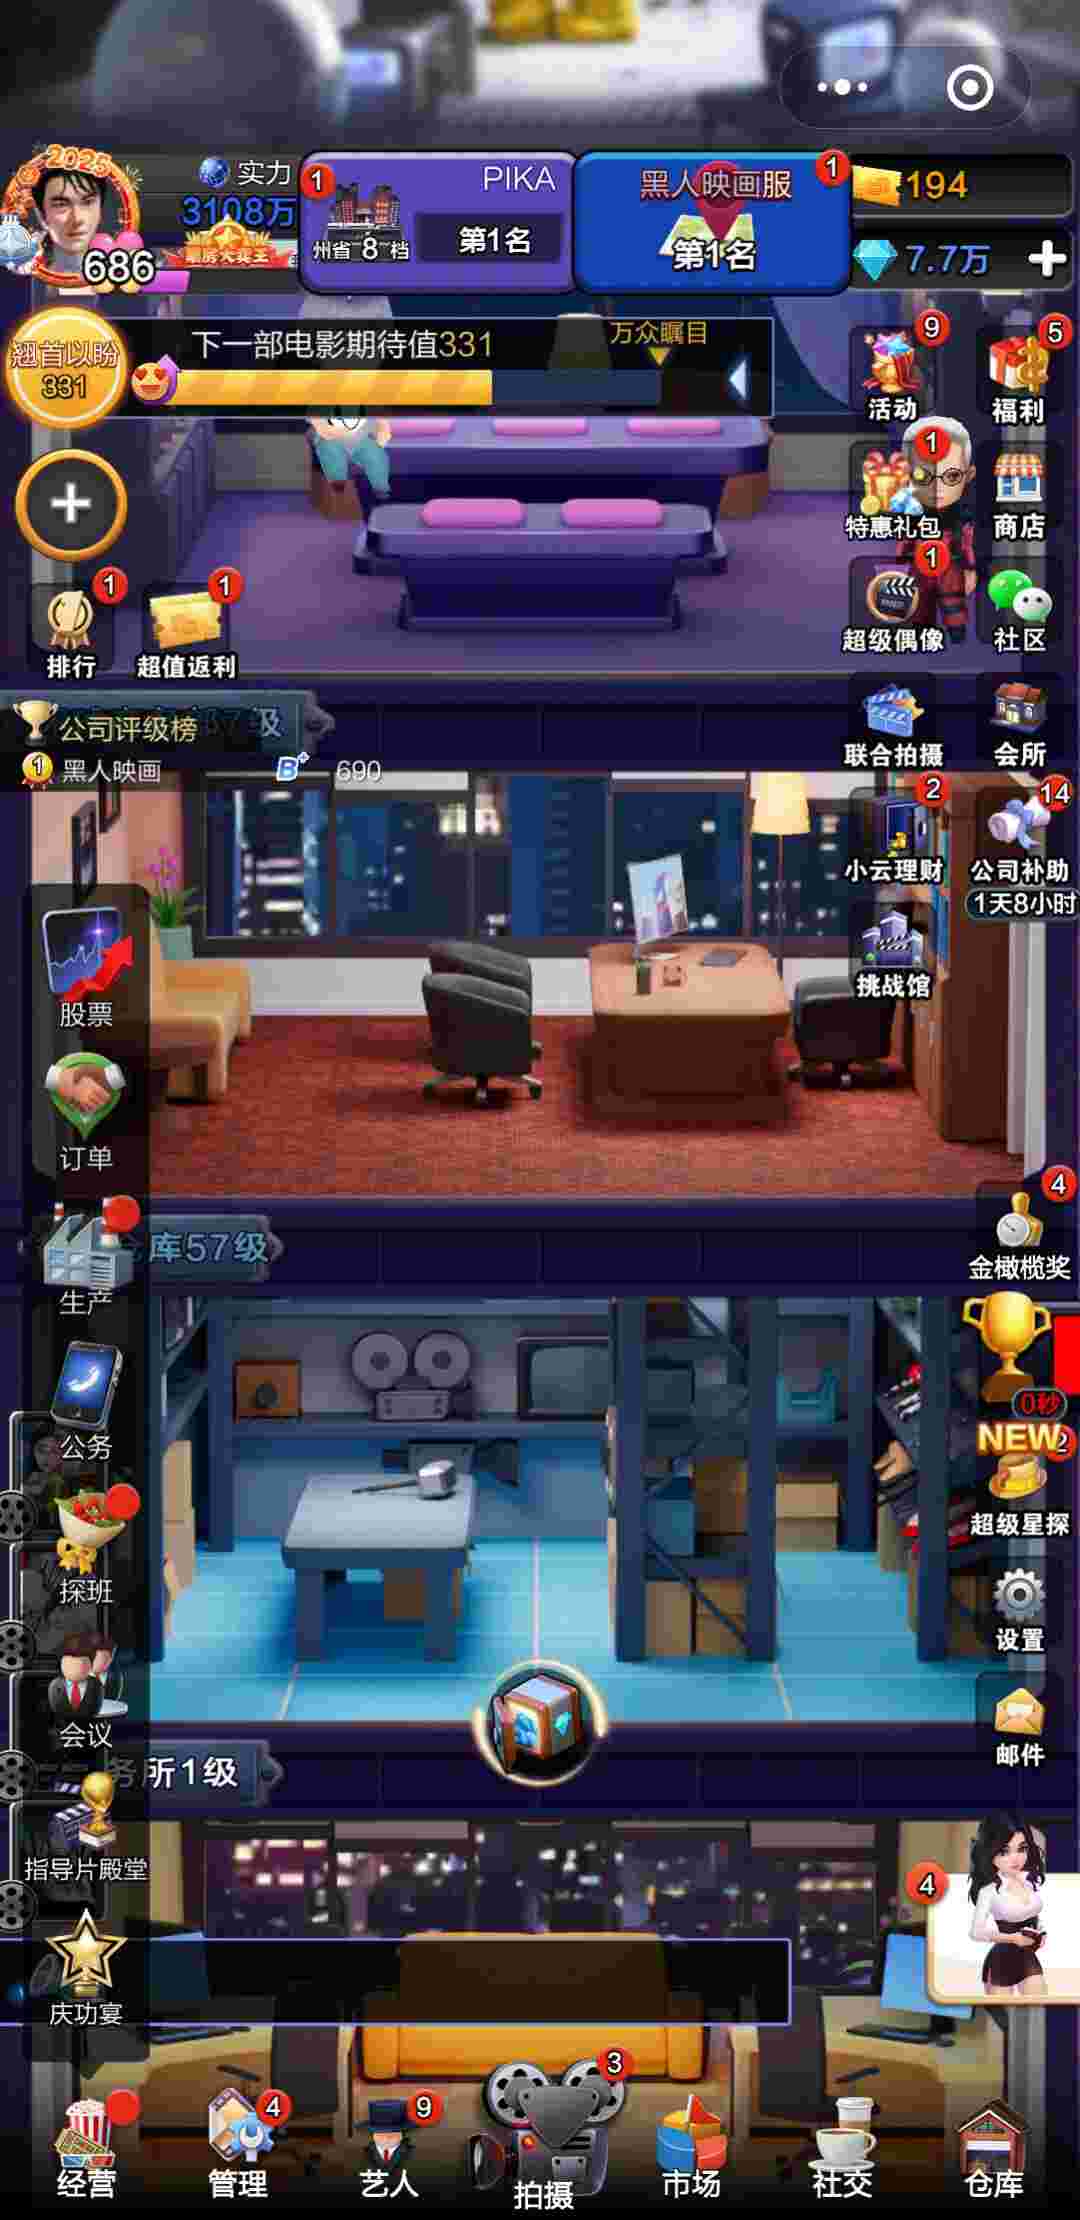 2025
实力
3108万
票房大卖王
686
1
PIKA
州省 8 档
第1名
1
黑人映画服
第1名
194
7.7万
翘首以盼
331
下一部电影期待值331
万众瞩目
9
活动
5
福利
1
特惠礼包
商店
1
超级偶像
社区
1
排行
1
超值返利
联合拍摄
会所
7级
公司评级榜
1 黑人映画
B+ 690
2
小云理财
14
公司补助
1天8小时
挑战馆
股票
订单
库57级
生产
4
金橄榄奖
0秒
NEW
2
超级星探
公务
探班
设置
会议
邮件
务所1级
指导片殿堂
4
庆功宴
经营
4
管理
9
艺人
3
拍摄
市场
社交
仓库